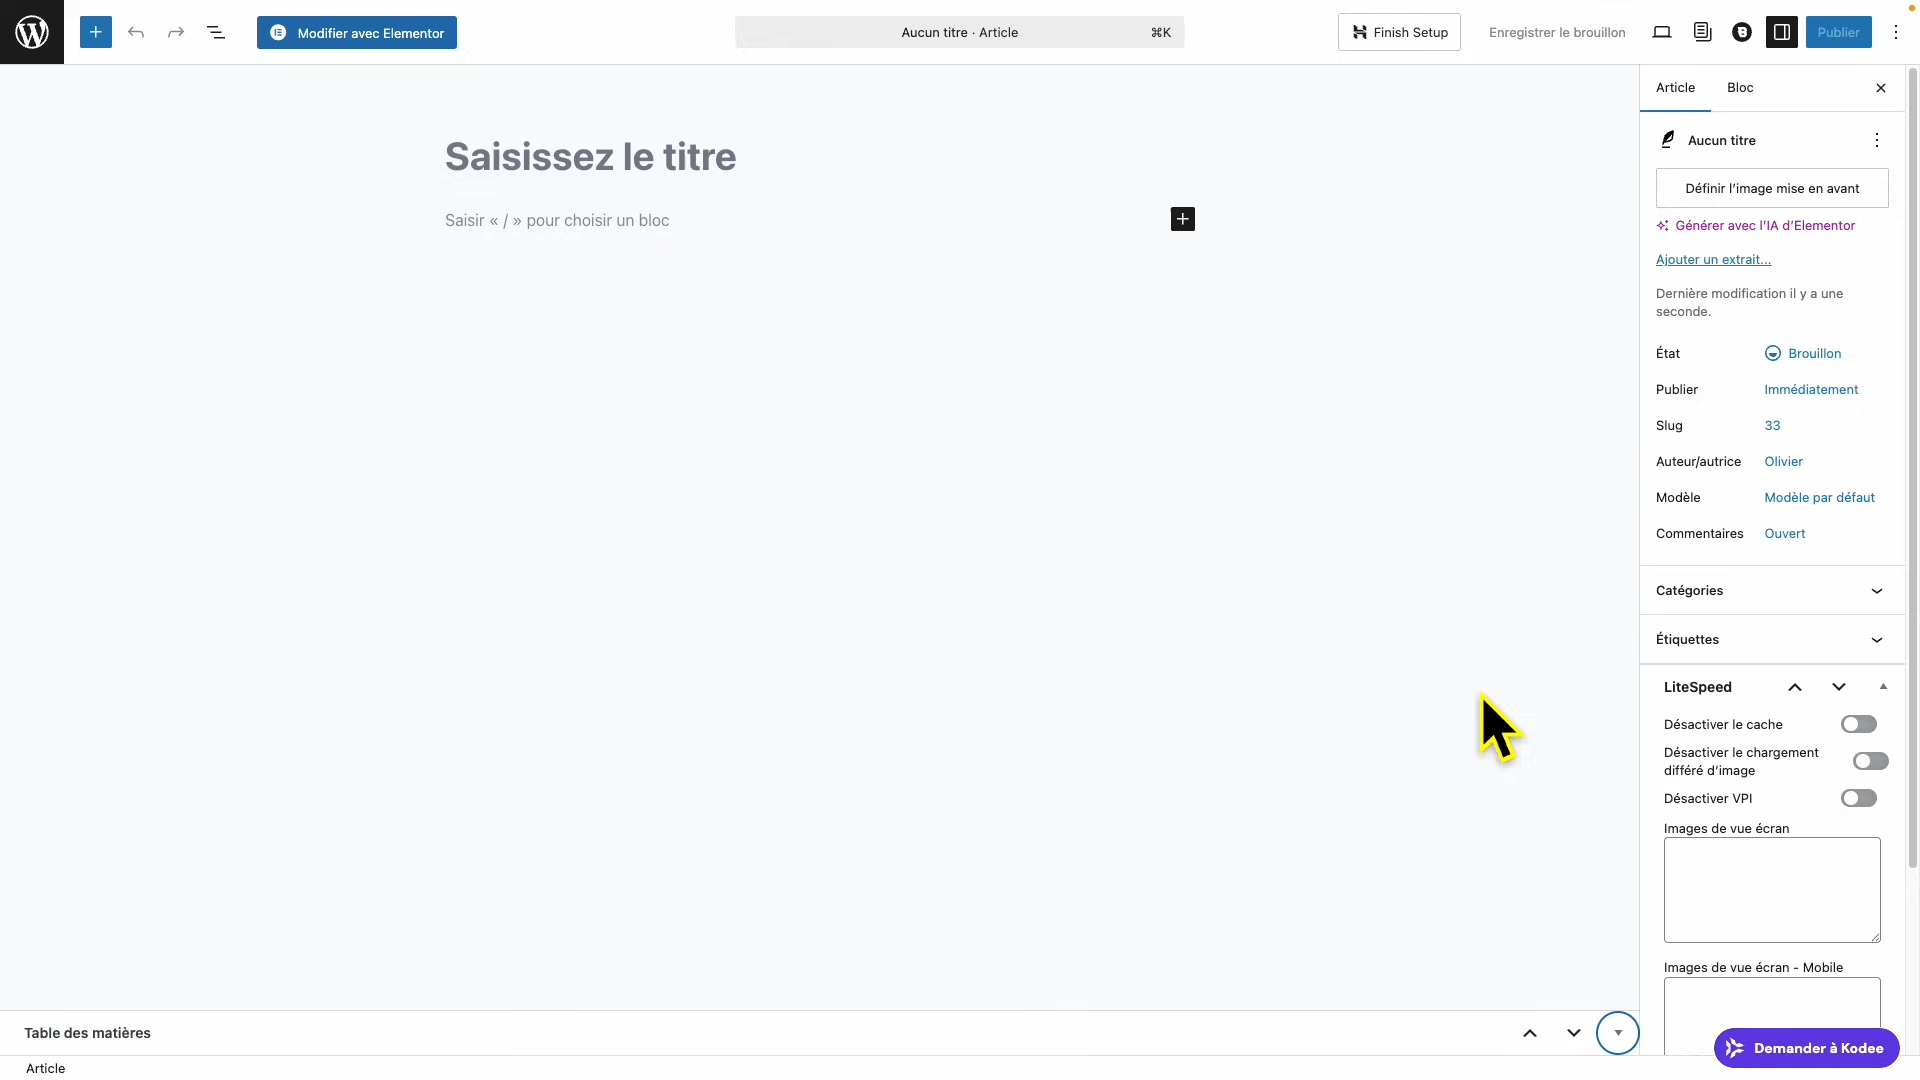 Modifier avec Elementor
Aucun titre · Article
⌘K
Finish Setup
Enregistrer le brouillon
Publier
Article
Bloc
Saisissez le titre
Saisir « / » pour choisir un bloc
Aucun titre
Définir l’image mise en avant
Générer avec l’IA d’Elementor
Ajouter un extrait...
Dernière modification il y a une
seconde.
État
Brouillon
Publier
Immédiatement
Slug
33
Auteur/autrice
Olivier
Modèle
Modèle par défaut
Commentaires
Ouvert
Catégories
Étiquettes
LiteSpeed
Désactiver le cache
Désactiver le chargement
différé d’image
Désactiver VPI
Images de vue écran
Images de vue écran - Mobile
Table des matières
Demander à Kodee
Article